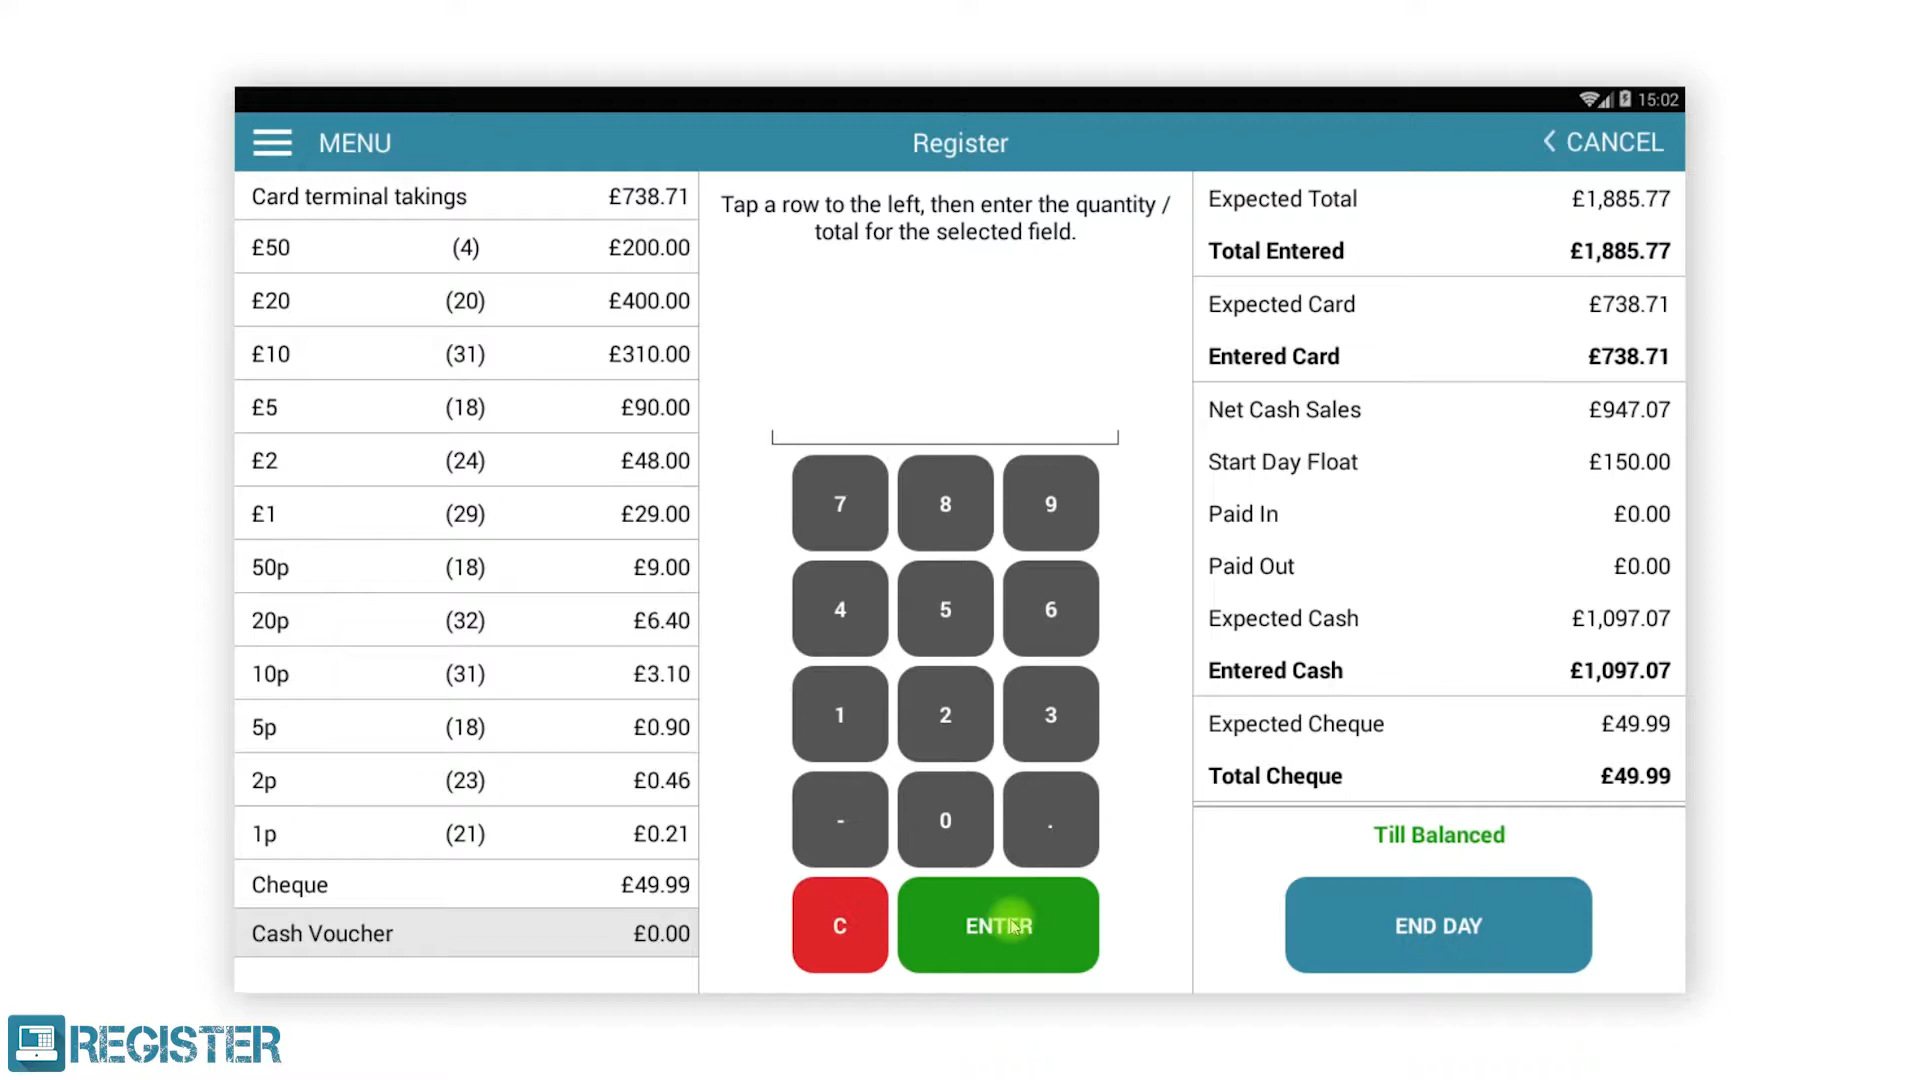 15:02
MENU
Register
CANCEL
Card terminal takings £738.71
£50 (4) £200.00
£20 (20) £400.00
£10 (31) £310.00
£5 (18) £90.00
£2 (24) £48.00
£1 (29) £29.00
50p (18) £9.00
20p (32) £6.40
10p (31) £3.10
5p (18) £0.90
2p (23) £0.46
1p (21) £0.21
Cheque £49.99
Cash Voucher £0.00
Tap a row to the left, then enter the quantity /
total for the selected field.
7 8 9
4 5 6
1 2 3
- 0 .
C ENTER
Expected Total £1,885.77
Total Entered £1,885.77
Expected Card £738.71
Entered Card £738.71
Net Cash Sales £947.07
Start Day Float £150.00
Paid In £0.00
Paid Out £0.00
Expected Cash £1,097.07
Entered Cash £1,097.07
Expected Cheque £49.99
Total Cheque £49.99
Till Balanced
END DAY
REGISTER